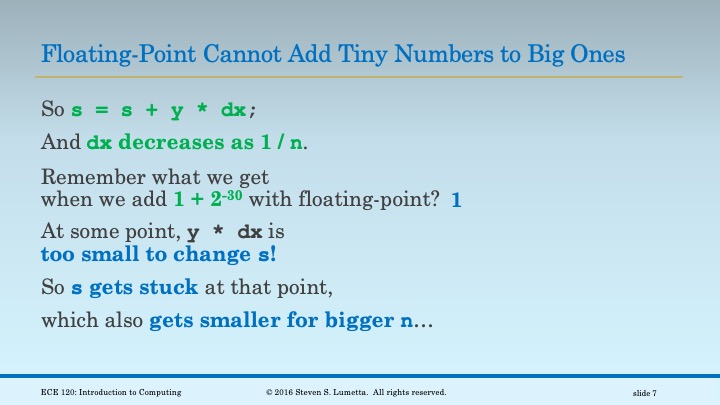 Floating-Point Cannot Add Tiny Numbers to Big Ones
So s = s + y * dx;
And dx decreases as 1 / n.
Remember what we get
when we add 1 + 2-30 with floating-point? 1
At some point, y * dx is
too small to change s!
So s gets stuck at that point,
which also gets smaller for bigger n…
ECE 120: Introduction to Computing © 2016 Steven S. Lumetta. All rights reserved. slide 7